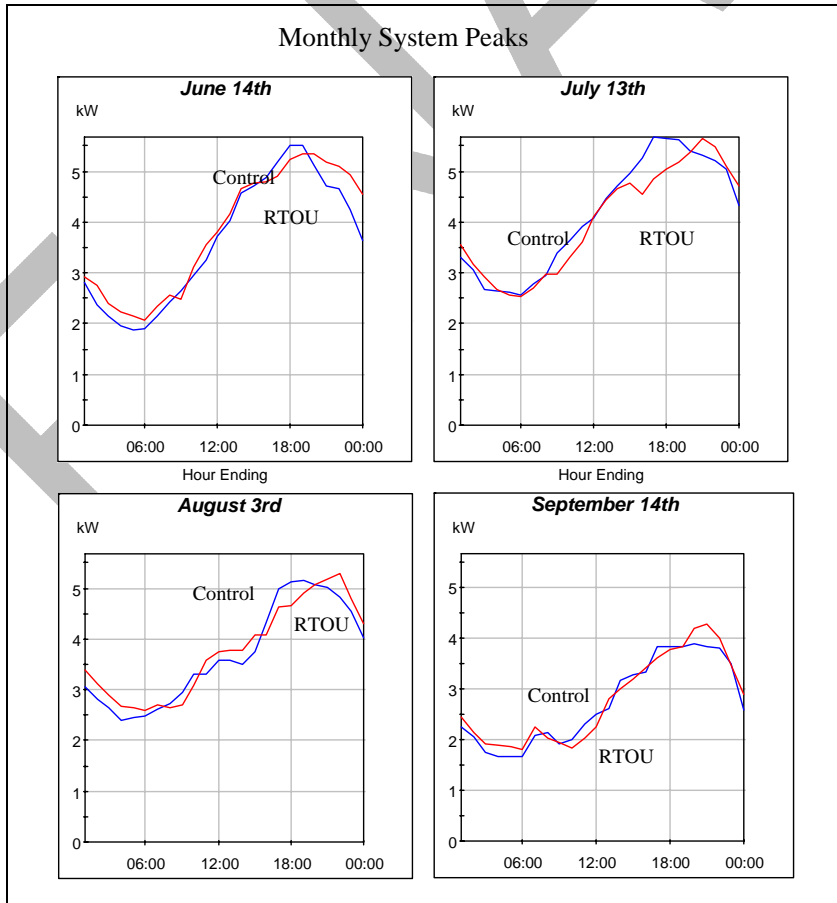 Monthly System Peaks
June 14th
kW
5
4
3
2
1
0
Control
RTOU
06:00 12:00 18:00 00:00
Hour Ending
July 13th
kW
5
4
3
2
1
0
Control
RTOU
06:00 12:00 18:00 00:00
Hour Ending
August 3rd
kW
5
4
3
2
1
0
Control
RTOU
06:00 12:00 18:00 00:00
September 14th
kW
5
4
3
2
1
0
Control
RTOU
06:00 12:00 18:00 00:00